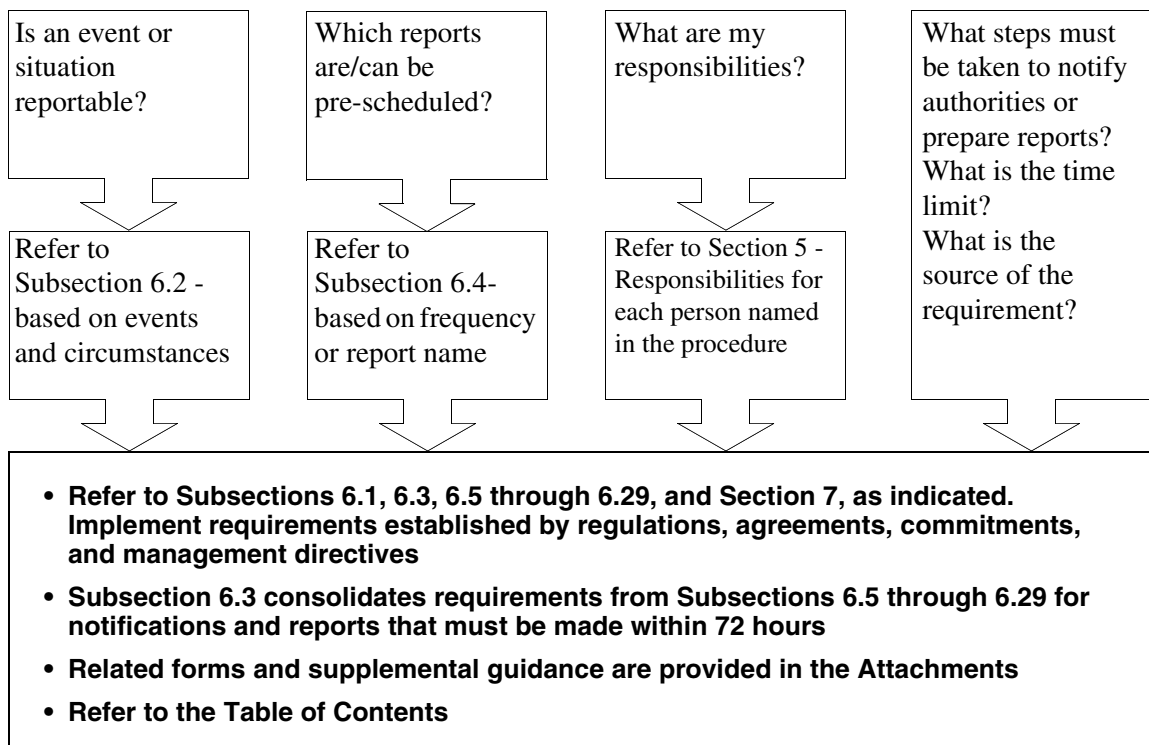 Is an event or
situation
reportable?
Which reports
are/can be
pre-scheduled?
What are my
responsibilities?
What steps must
be taken to notify
authorities or
prepare reports?
What is the time
limit?
What is the
source of the
requirement?
Refer to
Subsection 6.2 -
based on events
and circumstances
Refer to
Subsection 6.4-
based on frequency
or report name
Refer to Section 5 -
Responsibilities for
each person named
in the procedure
• Refer to Subsections 6.1, 6.3, 6.5 through 6.29, and Section 7, as indicated.
Implement requirements established by regulations, agreements, commitments,
and management directives
• Subsection 6.3 consolidates requirements from Subsections 6.5 through 6.29 for
notifications and reports that must be made within 72 hours
• Related forms and supplemental guidance are provided in the Attachments
• Refer to the Table of Contents